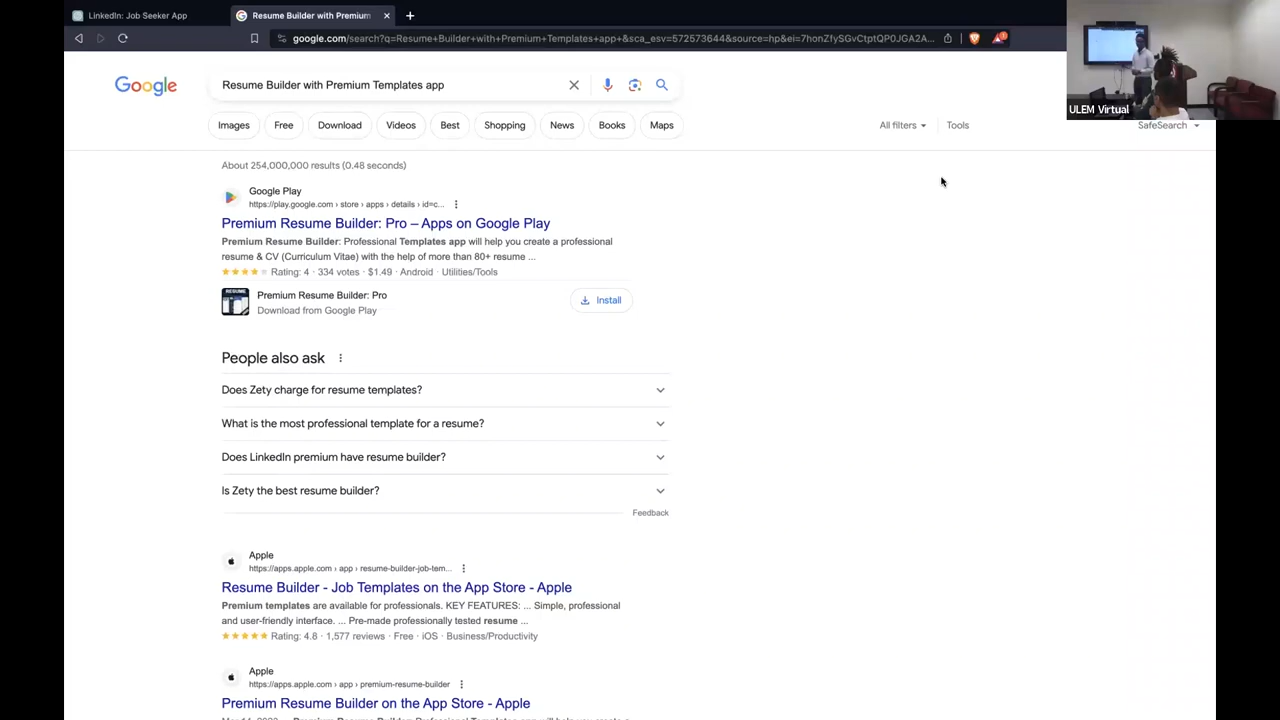 LinkedIn: Job Seeker App
Resume Builder with Premium
google.com/search?q=Resume+Builder+with+Premium+Templates+app+&sca_esv=572573644&source=hp&ei=7honZfySGvCtptQP0JGA2A...
ULEM Virtual
Google
Resume Builder with Premium Templates app
Images
Free
Download
Videos
Best
Shopping
News
Books
Maps
All filters
Tools
SafeSearch
About 254,000,000 results (0.48 seconds)
Google Play
https://play.google.com › store › apps › details › id=c...
Premium Resume Builder: Pro – Apps on Google Play
Premium Resume Builder: Professional Templates app will help you create a professional
resume & CV (Curriculum Vitae) with the help of more than 80+ resume ...
Rating: 4 · 334 votes · $1.49 · Android · Utilities/Tools
RESUME
Premium Resume Builder: Pro
Download from Google Play
Install
People also ask
Does Zety charge for resume templates?
What is the most professional template for a resume?
Does LinkedIn premium have resume builder?
Is Zety the best resume builder?
Feedback
Apple
https://apps.apple.com › app › resume-builder-job-tem...
Resume Builder - Job Templates on the App Store - Apple
Premium templates are available for professionals. KEY FEATURES: ... Simple, professional
and user-friendly interface. ... Pre-made professionally tested resume ...
Rating: 4.8 · 1,577 reviews · Free · iOS · Business/Productivity
Apple
https://apps.apple.com › app › premium-resume-builder
Premium Resume Builder on the App Store - Apple